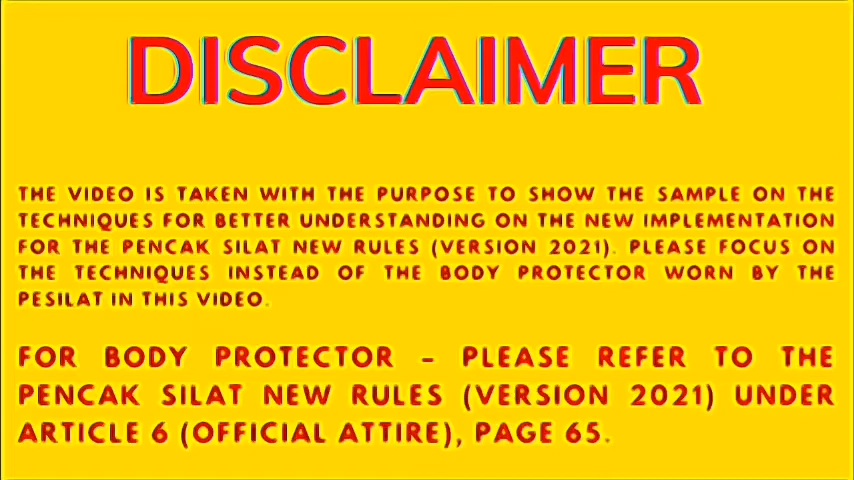 DISCLAIMER
THE VIDEO IS TAKEN WITH THE PURPOSE TO SHOW THE SAMPLE ON THE
TECHNIQUES FOR BETTER UNDERSTANDING ON THE NEW IMPLEMENTATION
FOR THE PENCAK SILAT NEW RULES (VERSION 2021). PLEASE FOCUS ON
THE TECHNIQUES INSTEAD OF THE BODY PROTECTOR WORN BY THE
PESILAT IN THIS VIDEO.
FOR BODY PROTECTOR – PLEASE REFER TO THE
PENCAK SILAT NEW RULES (VERSION 2021) UNDER
ARTICLE 6 (OFFICIAL ATTIRE), PAGE 65.